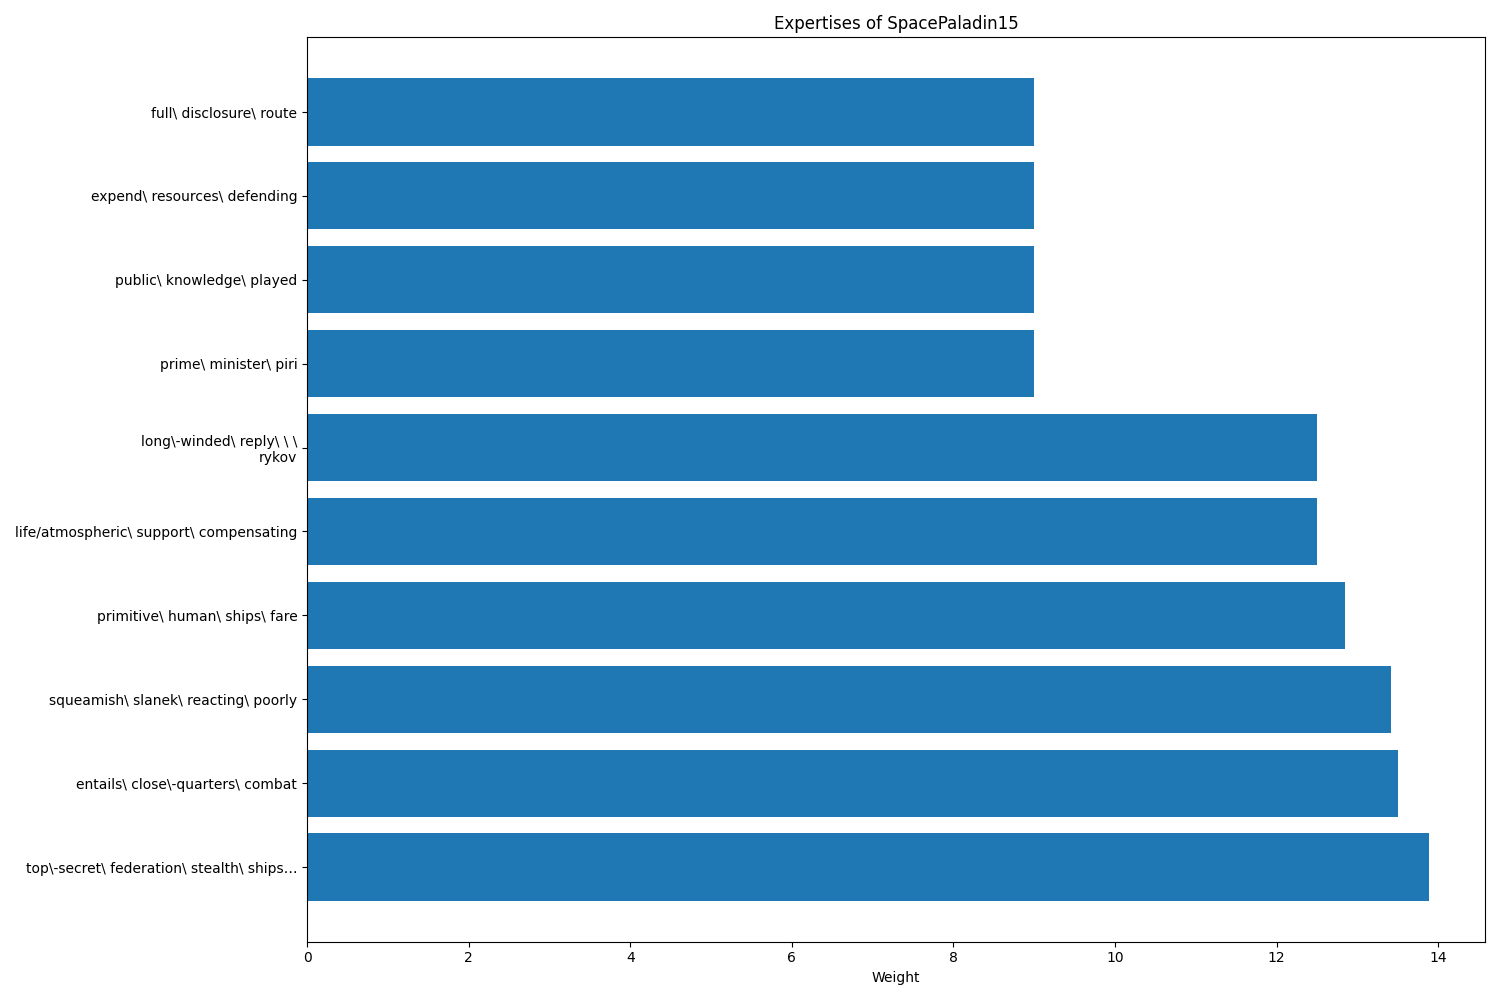 Expertises of SpacePaladin15
full\ disclosure\ route
expend\ resources\ defending
public\ knowledge\ played
prime\ minister\ piri
long\-winded\ reply\ \ \
rykov
life/atmospheric\ support\ compensating
primitive\ human\ ships\ fare
squeamish\ slanek\ reacting\ poorly
entails\ close\-quarters\ combat
top\-secret\ federation\ stealth\ ships…
0 2 4 6 8 10 12 14
Weight